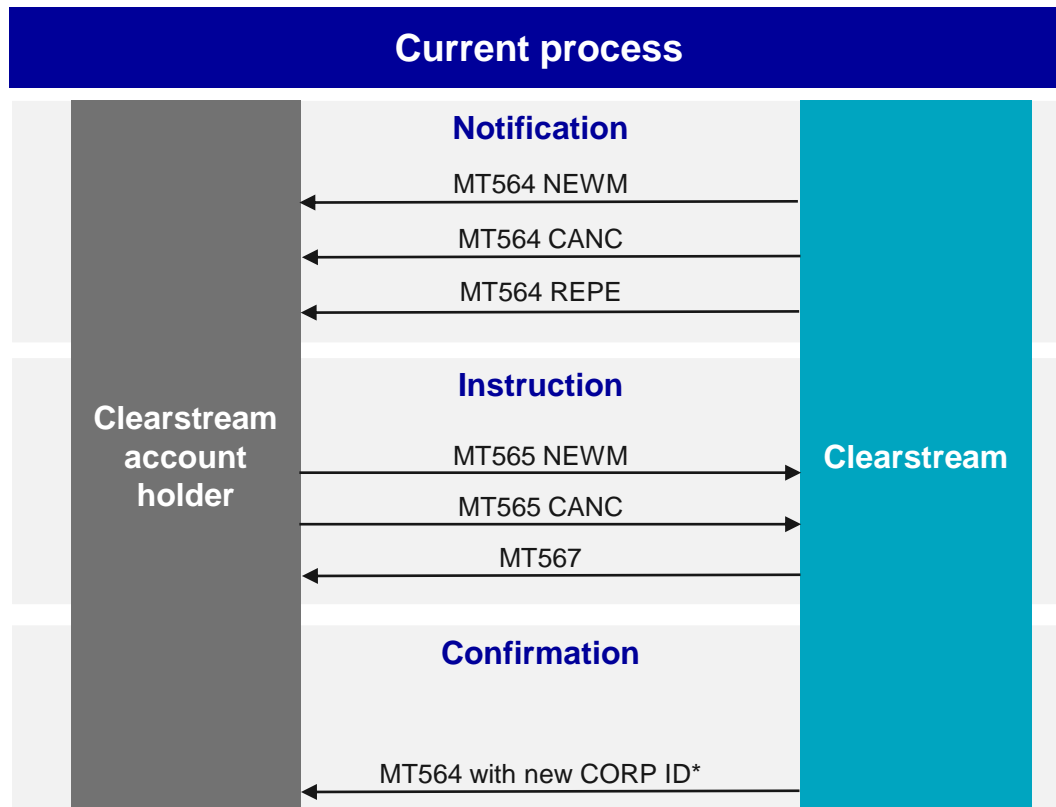 Current process
Notification
MT564 NEWM
MT564 CANC
MT564 REPE
Instruction
Clearstream
account
holder
MT565 NEWM
Clearstream
MT565 CANC
MT567
Confirmation
MT564 with new CORP ID*